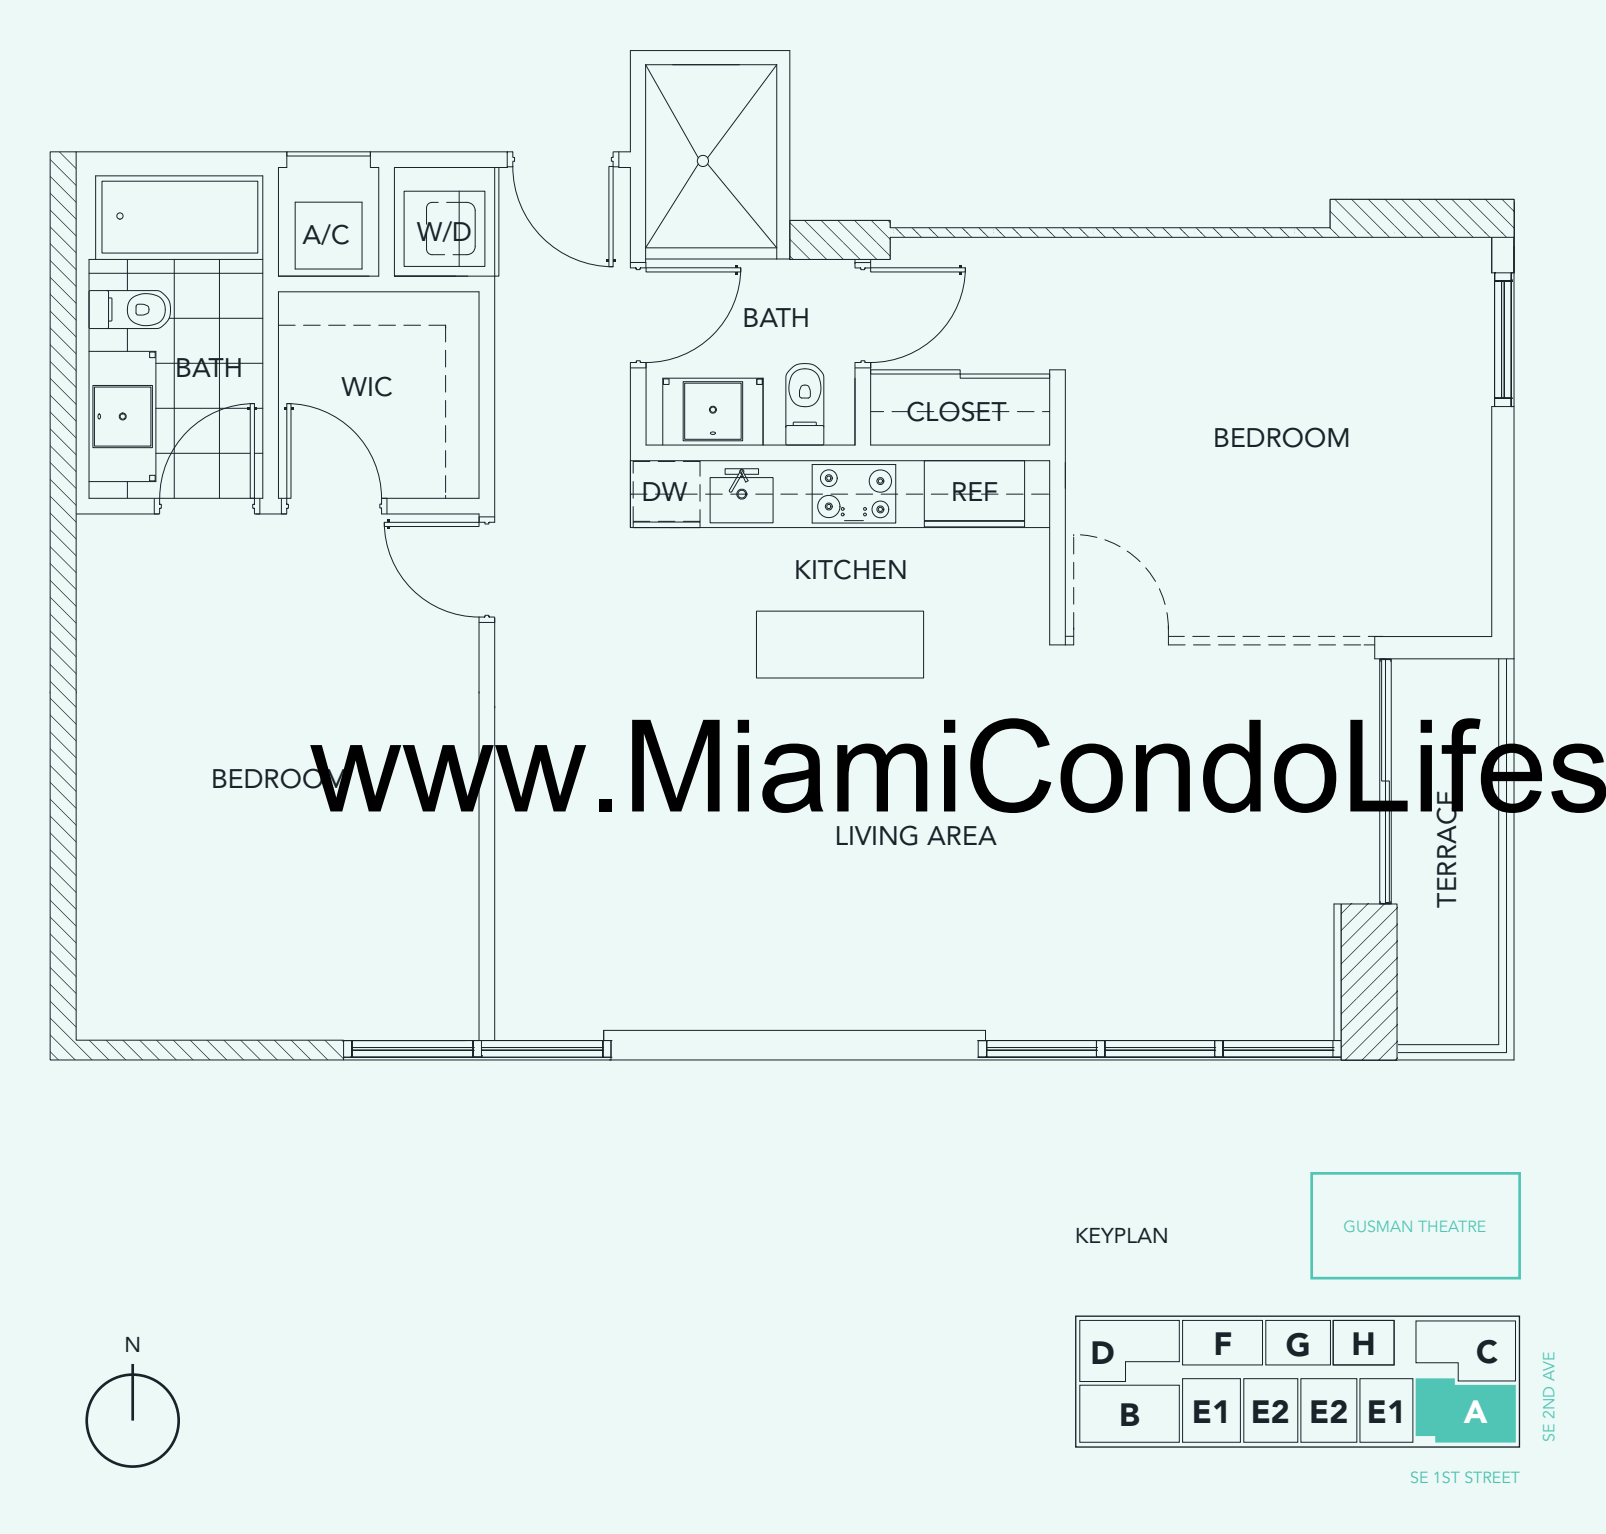 A/C
W/D
BATH
BATH
WIC
CLOSET
BEDROOM
DW
REF
KITCHEN
www.MiamiCondoLifes
BEDROOM
LIVING AREA
TERRACE
KEYPLAN
GUSMAN THEATRE
N
D
F
G
H
C
B
E1
E2
E2
E1
A
SE 2ND AVE
SE 1ST STREET